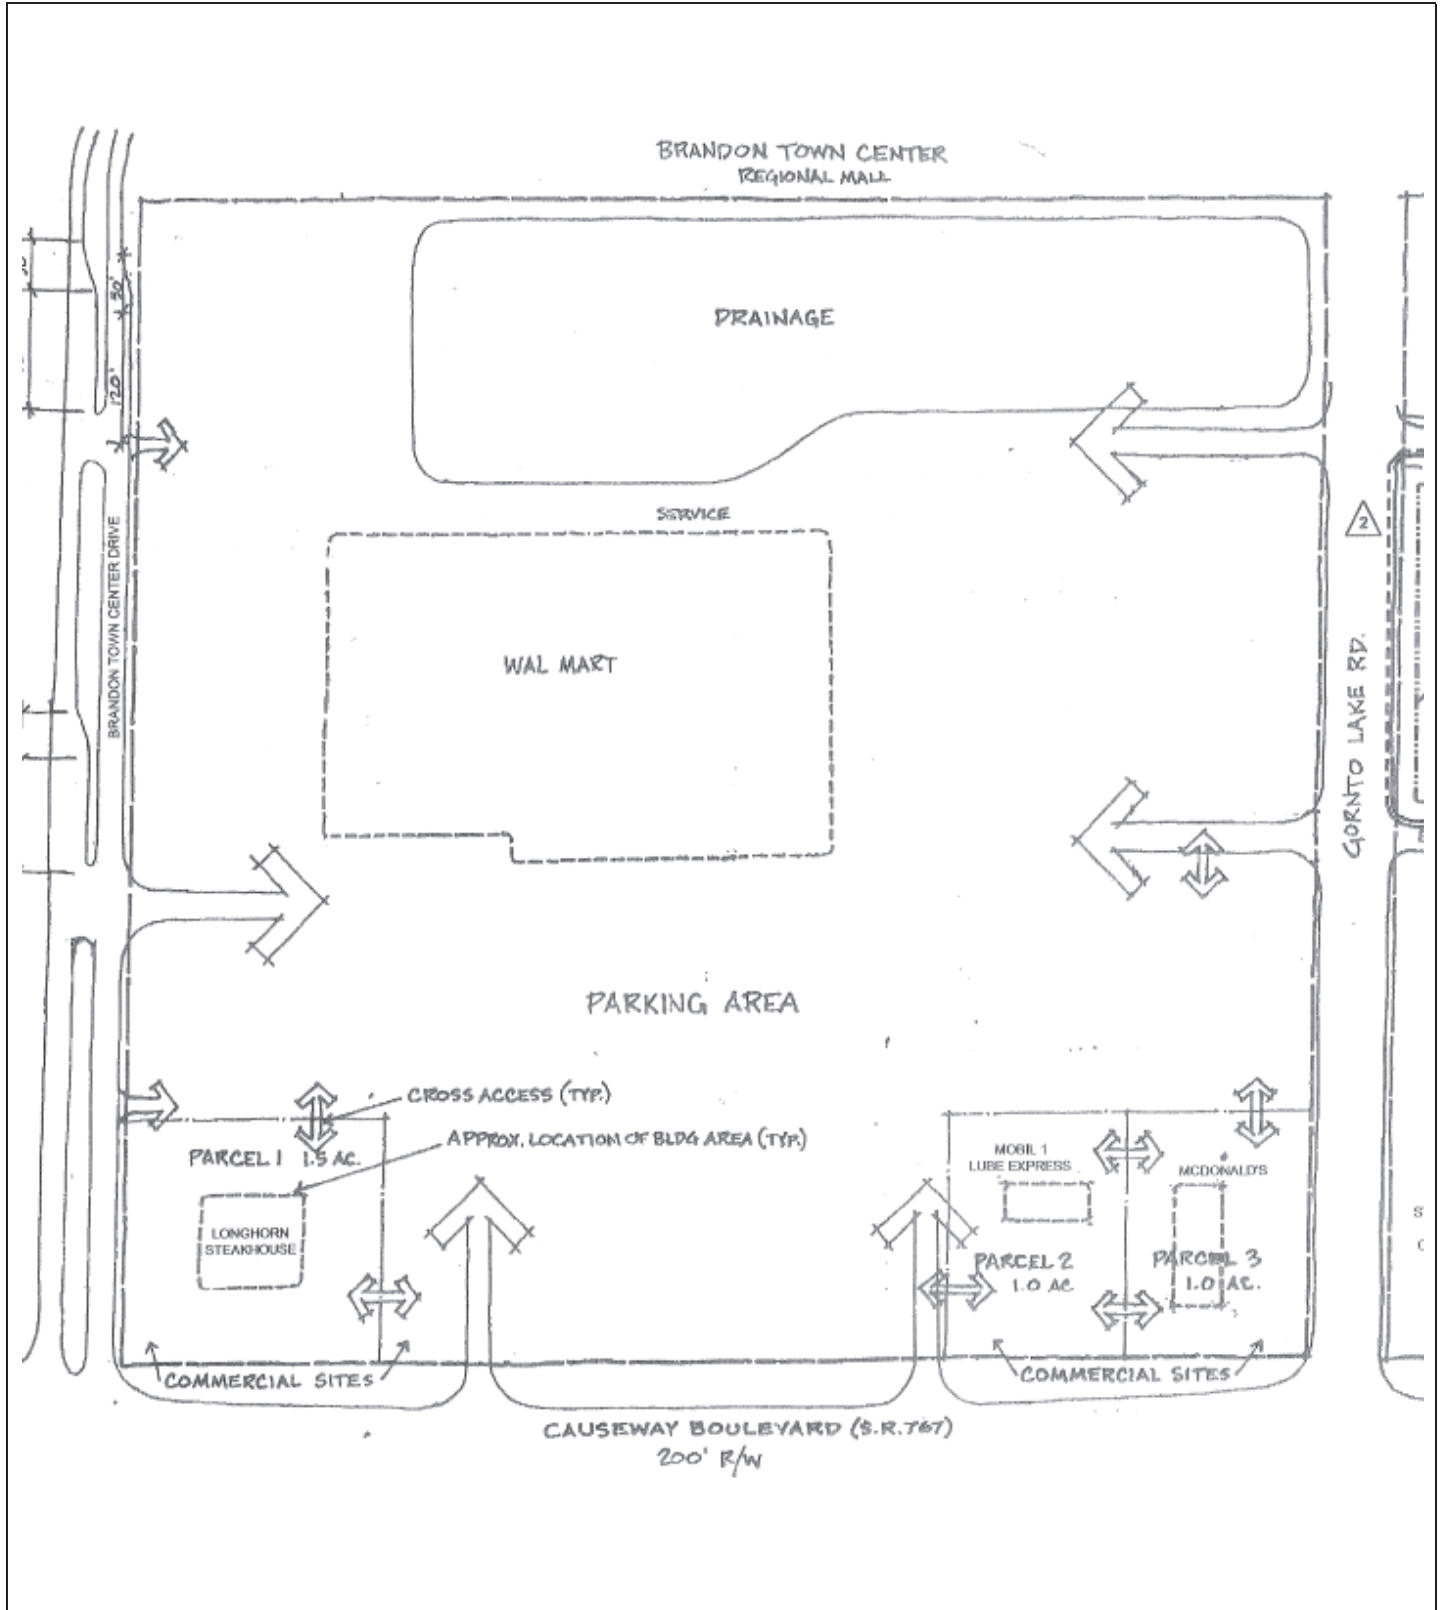 BRANDON TOWN CENTER
REGIONAL MALL
30'
120'
DRAINAGE
SERVICE
2
WAL MART
BRANDON TOWN CENTER DRIVE
GORNTO LAKE RD.
PARKING AREA
CROSS ACCESS (TYP.)
APPROX. LOCATION OF BLDG AREA (TYP.)
PARCEL 1 1.5 AC.
LONGHORN
STEAKHOUSE
MOBIL 1
LUBE EXPRESS
MCDONALD'S
PARCEL 2
1.0 AC
PARCEL 3
1.0 AC.
COMMERCIAL SITES
COMMERCIAL SITES
CAUSEWAY BOULEVARD (S.R.767)
200' R/W